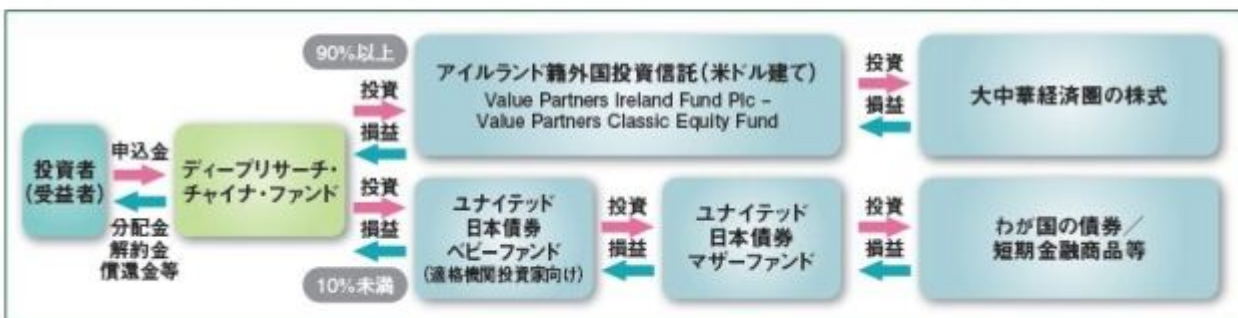 投資者
(受益者)
申込金
分配金
解約金
償還金等
ディープリサーチ・
チャイナ・ファンド
90%以上
投資
損益
アイルランド籍外国投資信託(米ドル建て)
Value Partners Ireland Fund Plc –
Value Partners Classic Equity Fund
投資
損益
大中華経済圏の株式
投資
損益
10%未満
ユナイテッド
日本債券
ベビーファンド
(適格機関投資家向け)
投資
損益
ユナイテッド
日本債券
マザーファンド
投資
損益
わが国の債券/
短期金融商品等